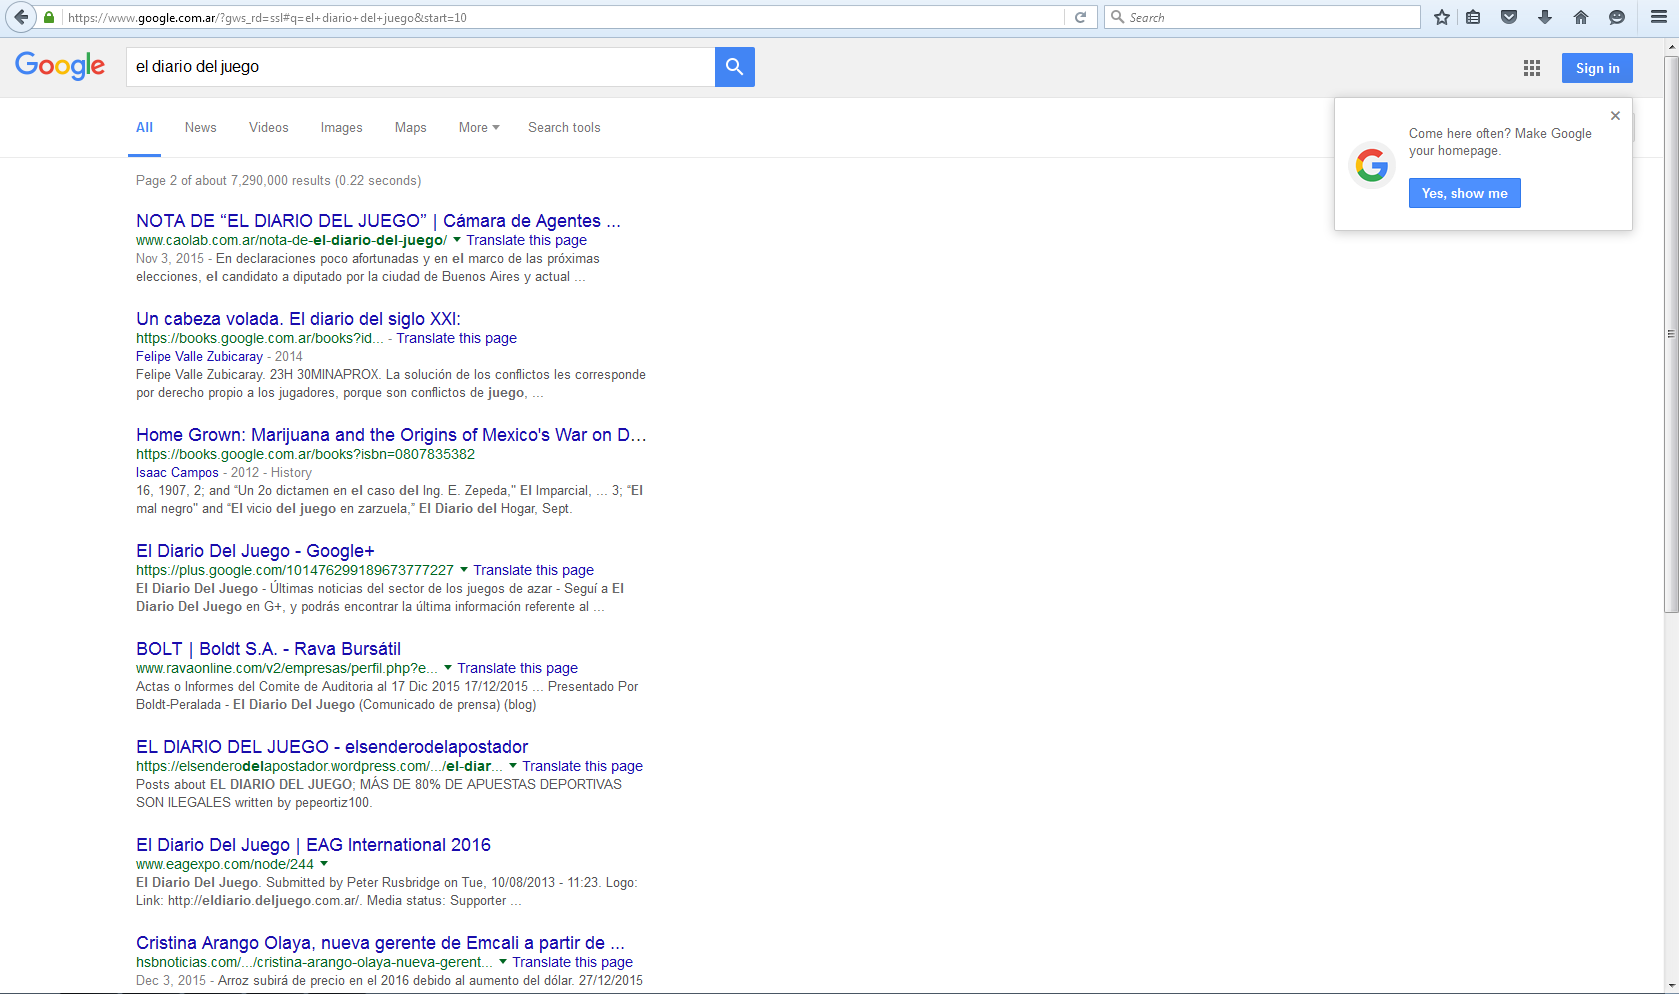 https://www.google.com.ar/?gws_rd=ssl#q=el+diario+del+juego&start=10
Search
Google
el diario del juego
Sign in
All News Videos Images Maps More Search tools
Come here often? Make Google
your homepage.
Yes, show me
Page 2 of about 7,290,000 results (0.22 seconds)
NOTA DE “EL DIARIO DEL JUEGO” | Cámara de Agentes ...
www.caolab.com.ar/nota-de-el-diario-del-juego/ Translate this page
Nov 3, 2015 - En declaraciones poco afortunadas y en el marco de las próximas
elecciones, el candidato a diputado por la ciudad de Buenos Aires y actual ...
Un cabeza volada. El diario del siglo XXI:
https://books.google.com.ar/books?id... - Translate this page
Felipe Valle Zubicaray - 2014
Felipe Valle Zubicaray. 23H 30MINAPROX. La solución de los conflictos les corresponde
por derecho propio a los jugadores, porque son conflictos de juego, ...
Home Grown: Marijuana and the Origins of Mexico's War on D...
https://books.google.com.ar/books?isbn=0807835382
Isaac Campos - 2012 - History
16, 1907, 2; and “Un 2o dictamen en el caso del Ing. E. Zepeda,” El Imparcial, ... 3; “El
mal negro” and “El vicio del juego en zarzuela,” El Diario del Hogar, Sept.
El Diario Del Juego - Google+
https://plus.google.com/101476299189673777227 Translate this page
El Diario Del Juego - Últimas noticias del sector de los juegos de azar - Seguí a El
Diario Del Juego en G+, y podrás encontrar la última información referente al ...
BOLT | Boldt S.A. - Rava Bursátil
www.ravaonline.com/v2/empresas/perfil.php?e... Translate this page
Actas o Informes del Comite de Auditoria al 17 Dic 2015 17/12/2015 ... Presentado Por
Boldt-Peralada - El Diario Del Juego (Comunicado de prensa) (blog)
EL DIARIO DEL JUEGO - elsenderodelapostador
https://elsenderodelapostador.wordpress.com/.../el-diar... Translate this page
Posts about EL DIARIO DEL JUEGO; MÁS DE 80% DE APUESTAS DEPORTIVAS
SON ILEGALES written by pepeortiz100.
El Diario Del Juego | EAG International 2016
www.eagexpo.com/node/244
El Diario Del Juego. Submitted by Peter Rusbridge on Tue, 10/08/2013 - 11:23. Logo:
Link: http://eldiario.deljuego.com.ar/. Media status: Supporter ...
Cristina Arango Olaya, nueva gerente de Emcali a partir de ...
hsbnoticias.com/.../cristina-arango-olaya-nueva-gerent... Translate this page
Dec 3, 2015 - Arroz subirá de precio en el 2016 debido al aumento del dólar. 27/12/2015